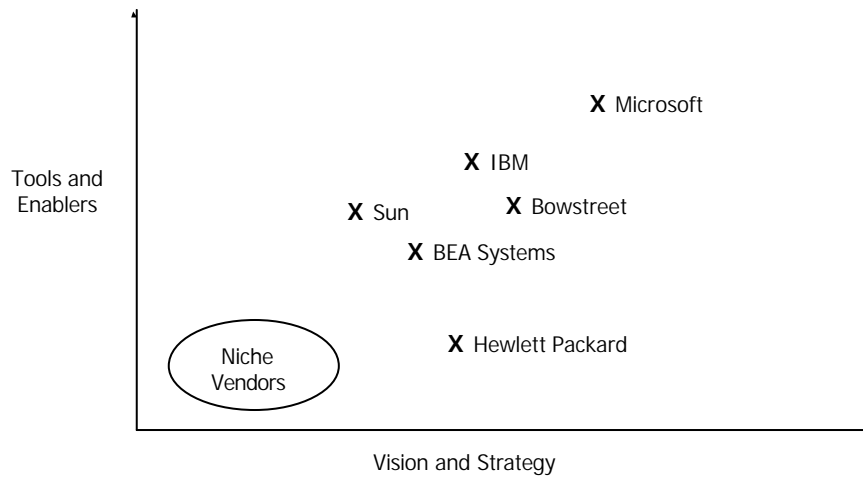 X Microsoft
X IBM
Tools and
Enablers
X Sun
X Bowstreet
X BEA Systems
X Hewlett Packard
Niche
Vendors
Vision and Strategy